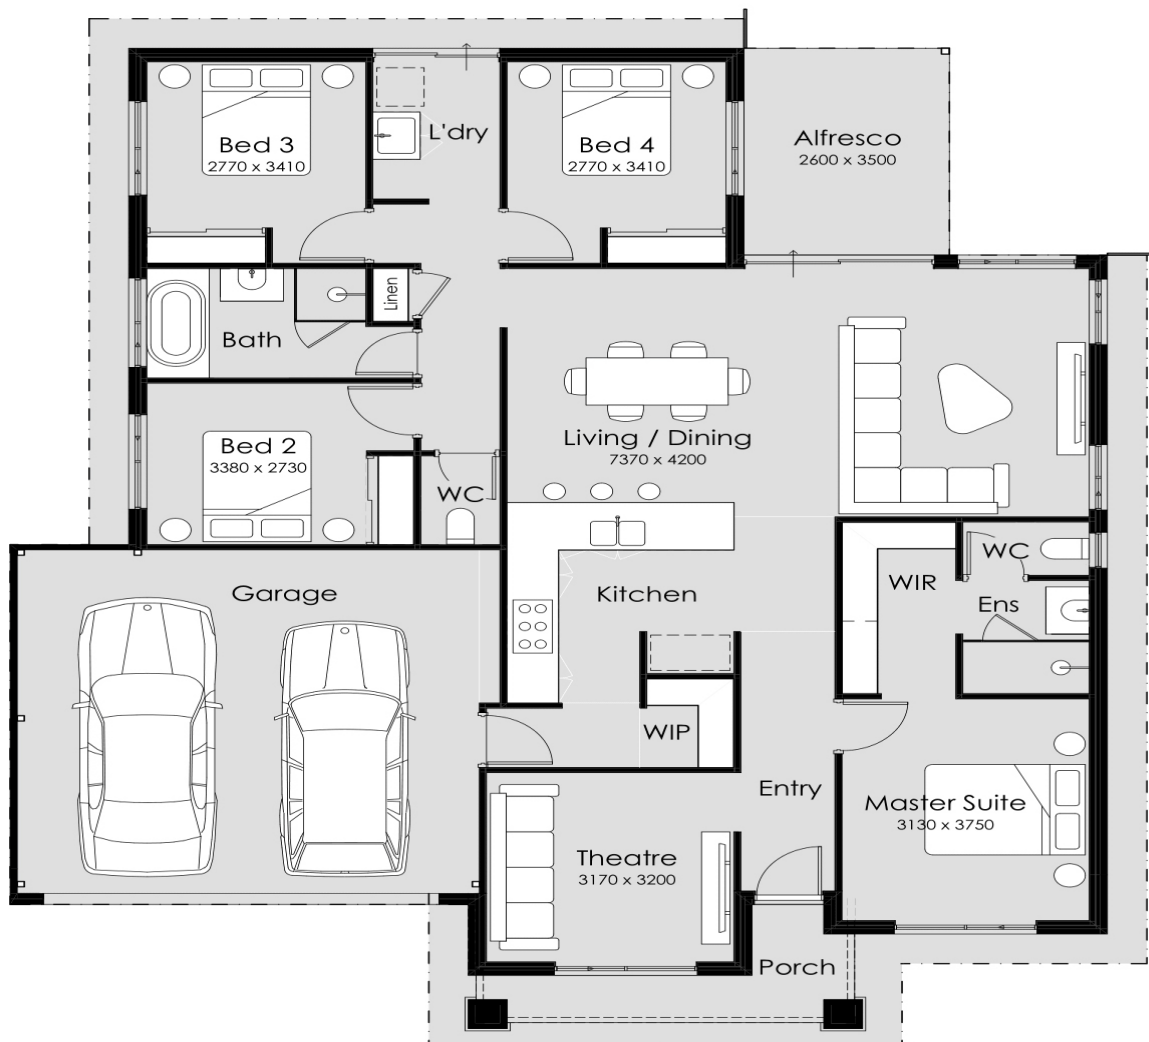 Bed 3
2770 x 3410
L'dry
Bed 4
2770 x 3410
Alfresco
2600 x 3500
Linen
Bath
Living / Dining
7370 x 4200
Bed 2
3380 x 2730
WC
Garage
Kitchen
WIR
WC
Ens
WIP
Entry
Master Suite
3130 x 3750
Theatre
3170 x 3200
Porch